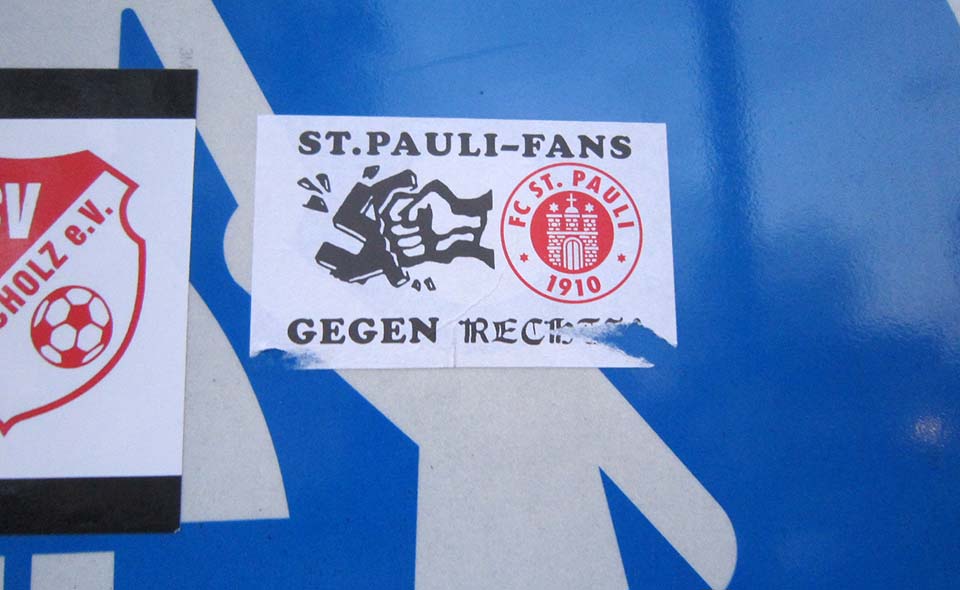 ST. PAULI-FANS
FC ST. PAULI
1910
GEGEN
V
HOLZ e.V.